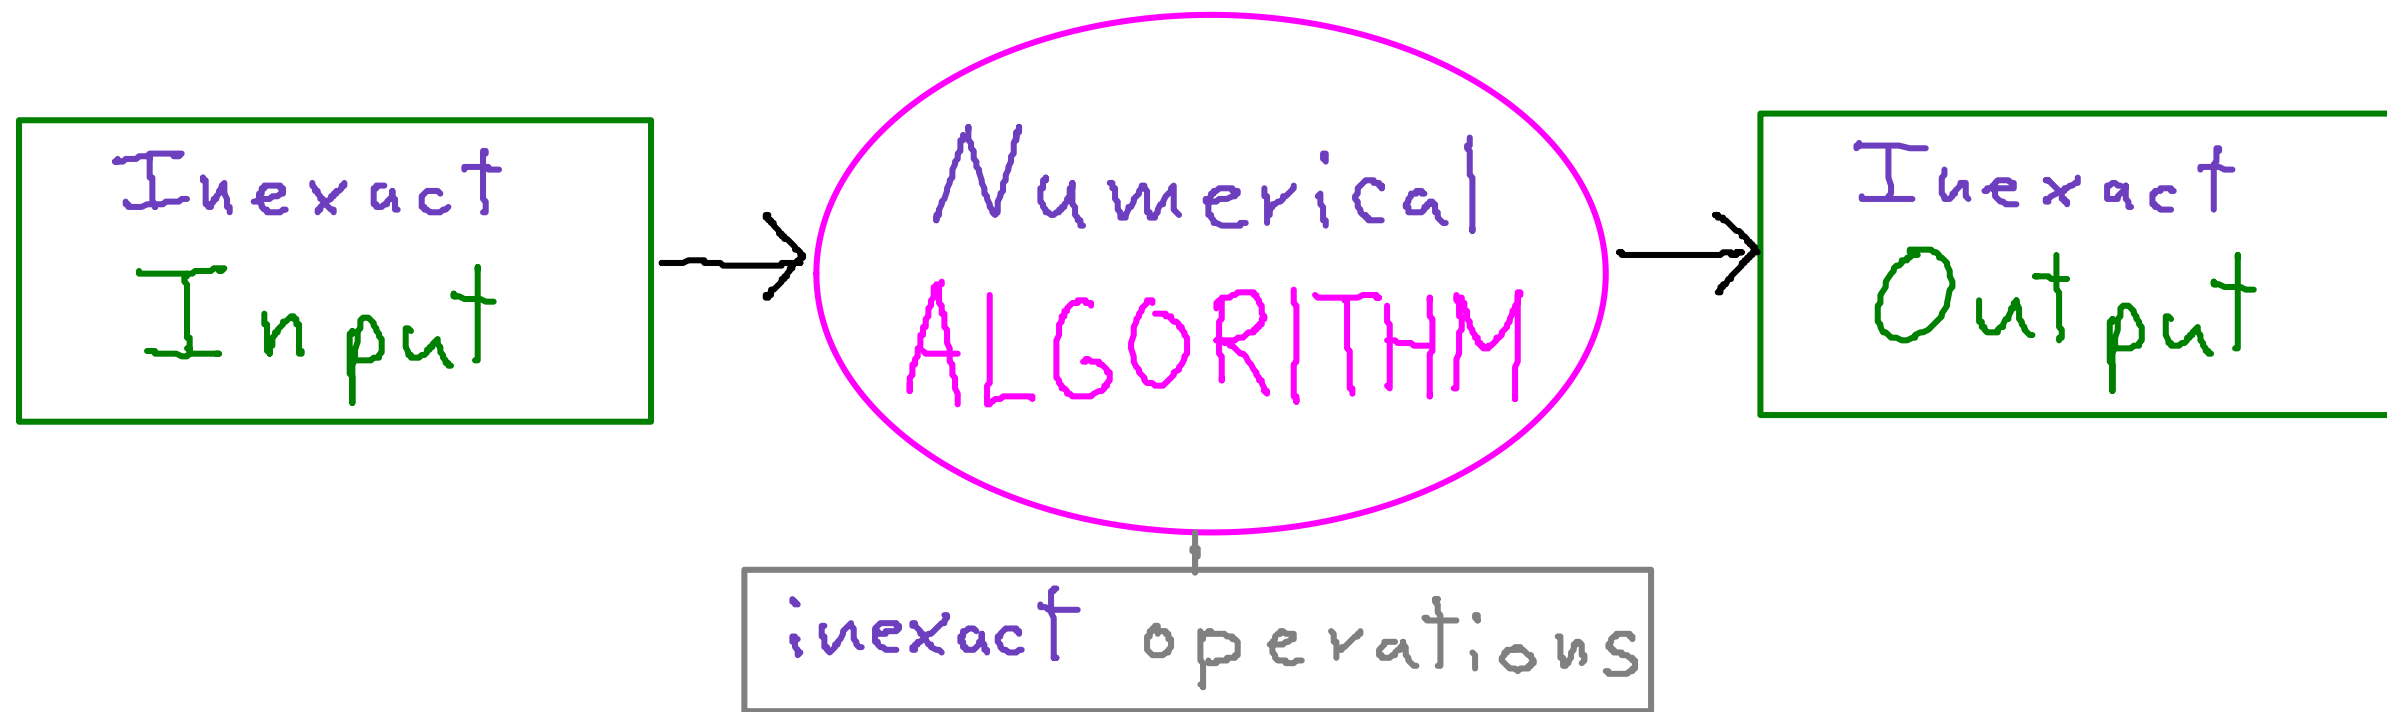 Inexact
Input
Numerical
ALGORITHM
Inexact
Output
inexact operations